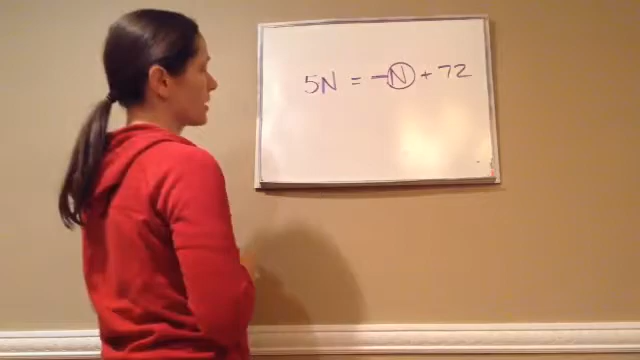 5N = -N + 72